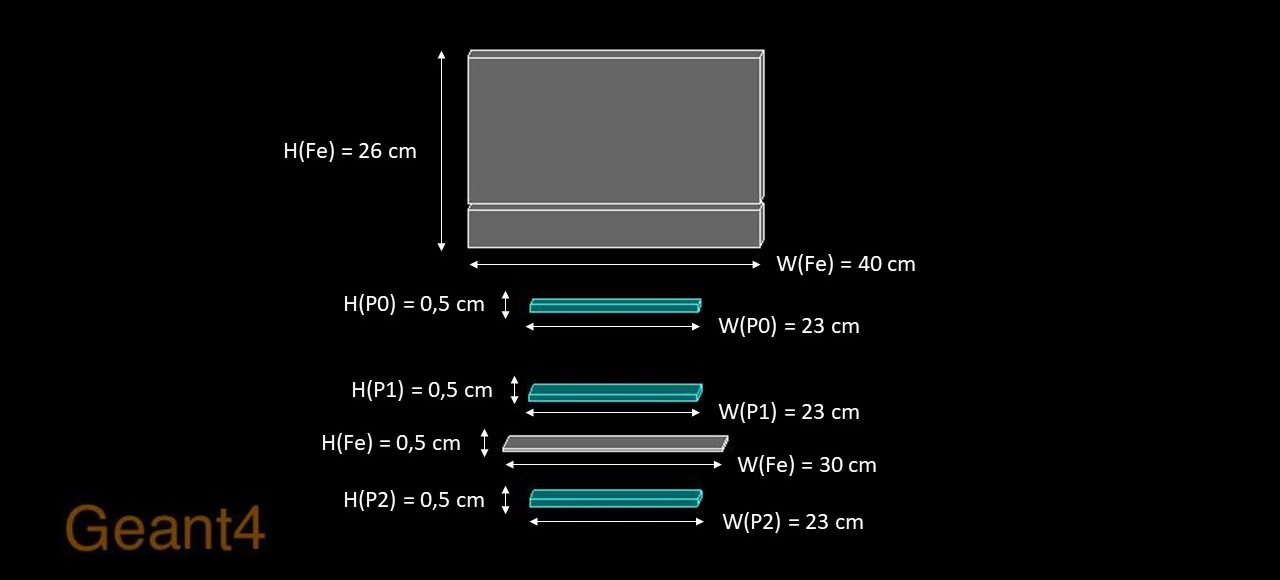 H(Fe) = 26 cm
W(Fe) = 40 cm
H(P0) = 0,5 cm
W(P0) = 23 cm
H(P1) = 0,5 cm
W(P1) = 23 cm
H(Fe) = 0,5 cm
W(Fe) = 30 cm
H(P2) = 0,5 cm
W(P2) = 23 cm
Geant4